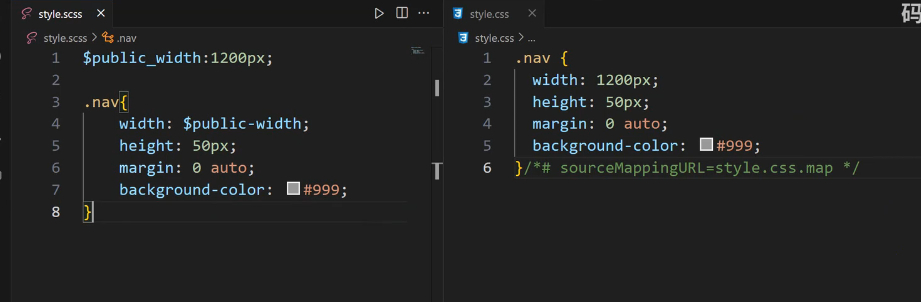 style.scss
style.css
码
style.scss > .nav
style.css > ...
1 $public_width:1200px;
2
3 .nav{
4 width: $public-width;
5 height: 50px;
6 margin: 0 auto;
7 background-color: #999;
8 }
1 .nav {
2 width: 1200px;
3 height: 50px;
4 margin: 0 auto;
5 background-color: #999;
6 }/*# sourceMappingURL=style.css.map */